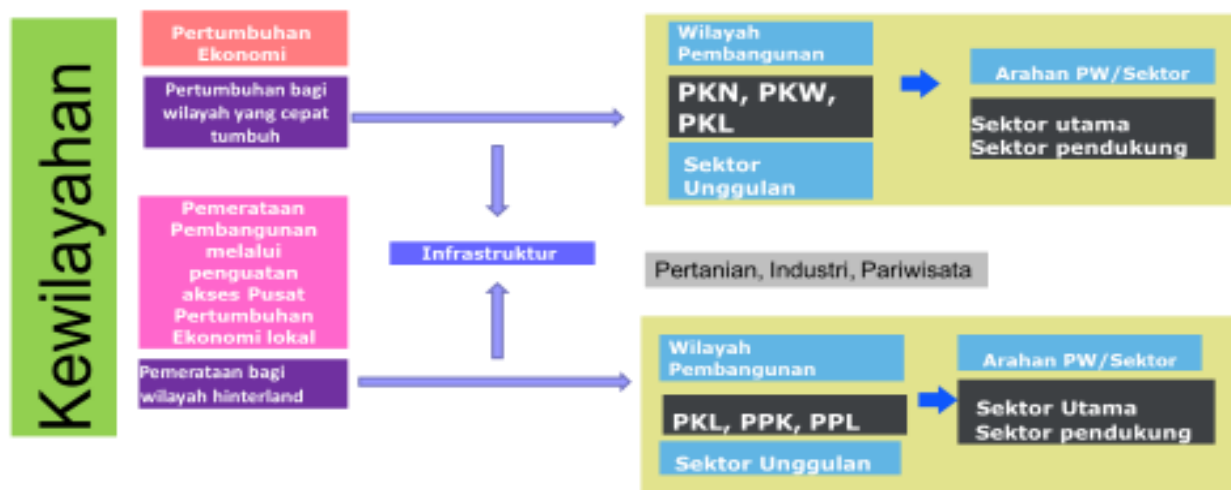 Kewilayahan
Pertumbuhan
Ekonomi
Pertumbuhan bagi
wilayah yang cepat
tumbuh
Pemerataan
Pembangunan
melalui
penguatan
akses Pusat
Pertumbuhan
Ekonomi lokal
Pemerataan bagi
wilayah hinterland
Infrastruktur
Wilayah
Pembangunan
PKN, PKW,
PKL
Sektor
Unggulan
Arahan PW/Sektor
Sektor utama
Sektor pendukung
Pertanian, Industri, Pariwisata
Wilayah
Pembangunan
PKL, PPK, PPL
Sektor Unggulan
Arahan PW/Sektor
Sektor Utama
Sektor pendukung